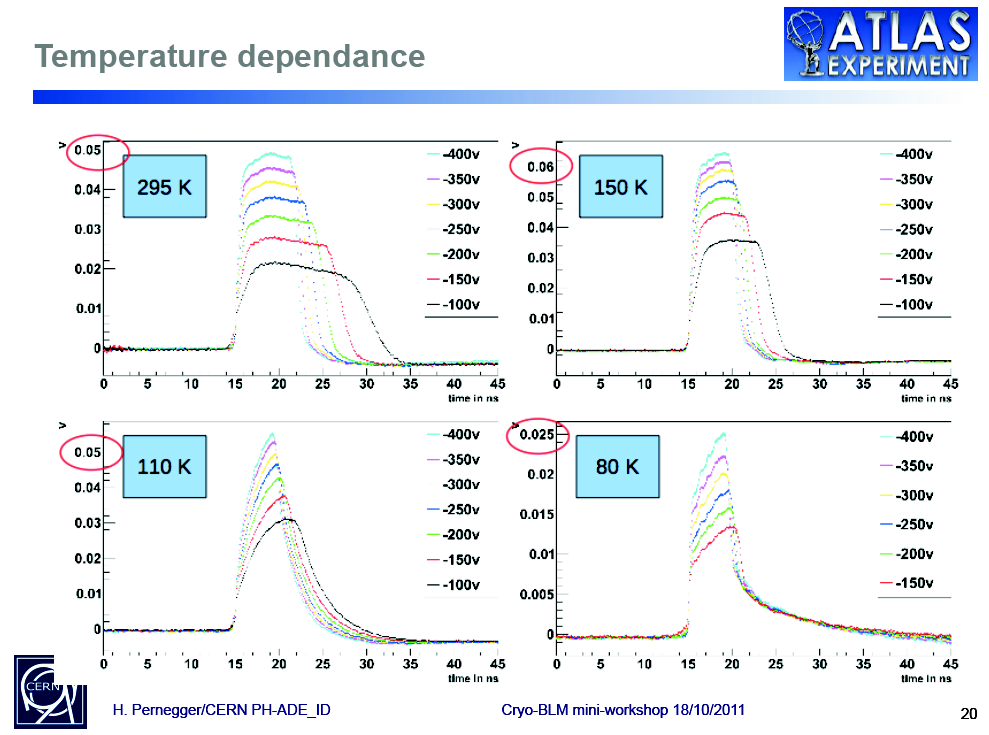 Temperature dependance
ATLAS
EXPERIMENT
v
0.05
0.04
0.03
0.02
0.01
0
295 K
-400v
-350v
-300v
-250v
-200v
-150v
-100v
0 5 10 15 20 25 30 35 40 45
time in ns
v
0.06
0.05
0.04
0.03
0.02
0.01
0
150 K
-400v
-350v
-300v
-250v
-200v
-150v
-100v
0 5 10 15 20 25 30 35 40 45
time in ns
v
0.05
0.04
0.03
0.02
0.01
0
110 K
-400v
-350v
-300v
-250v
-200v
-150v
-100v
0 5 10 15 20 25 30 35 40 45
time in ns
v
0.025
0.02
0.015
0.01
0.005
0
80 K
-400v
-350v
-300v
-250v
-200v
-150v
0 5 10 15 20 25 30 35 40 45
time in ns
CERN
H. Pernegger/CERN PH-ADE_ID
Cryo-BLM mini-workshop 18/10/2011
20